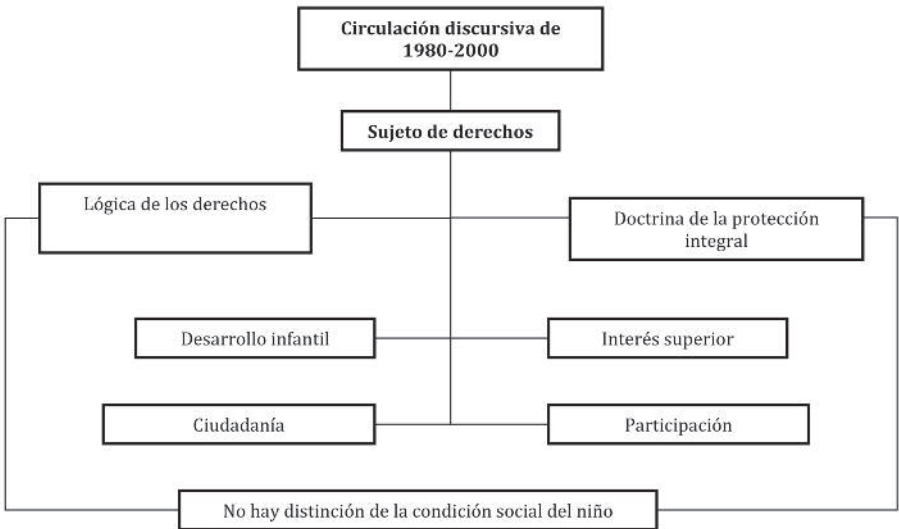 Circulación discursiva de
1980-2000
Sujeto de derechos
Lógica de los derechos
Doctrina de la protección
integral
Desarrollo infantil
Interés superior
Ciudadanía
Participación
No hay distinción de la condición social del niño